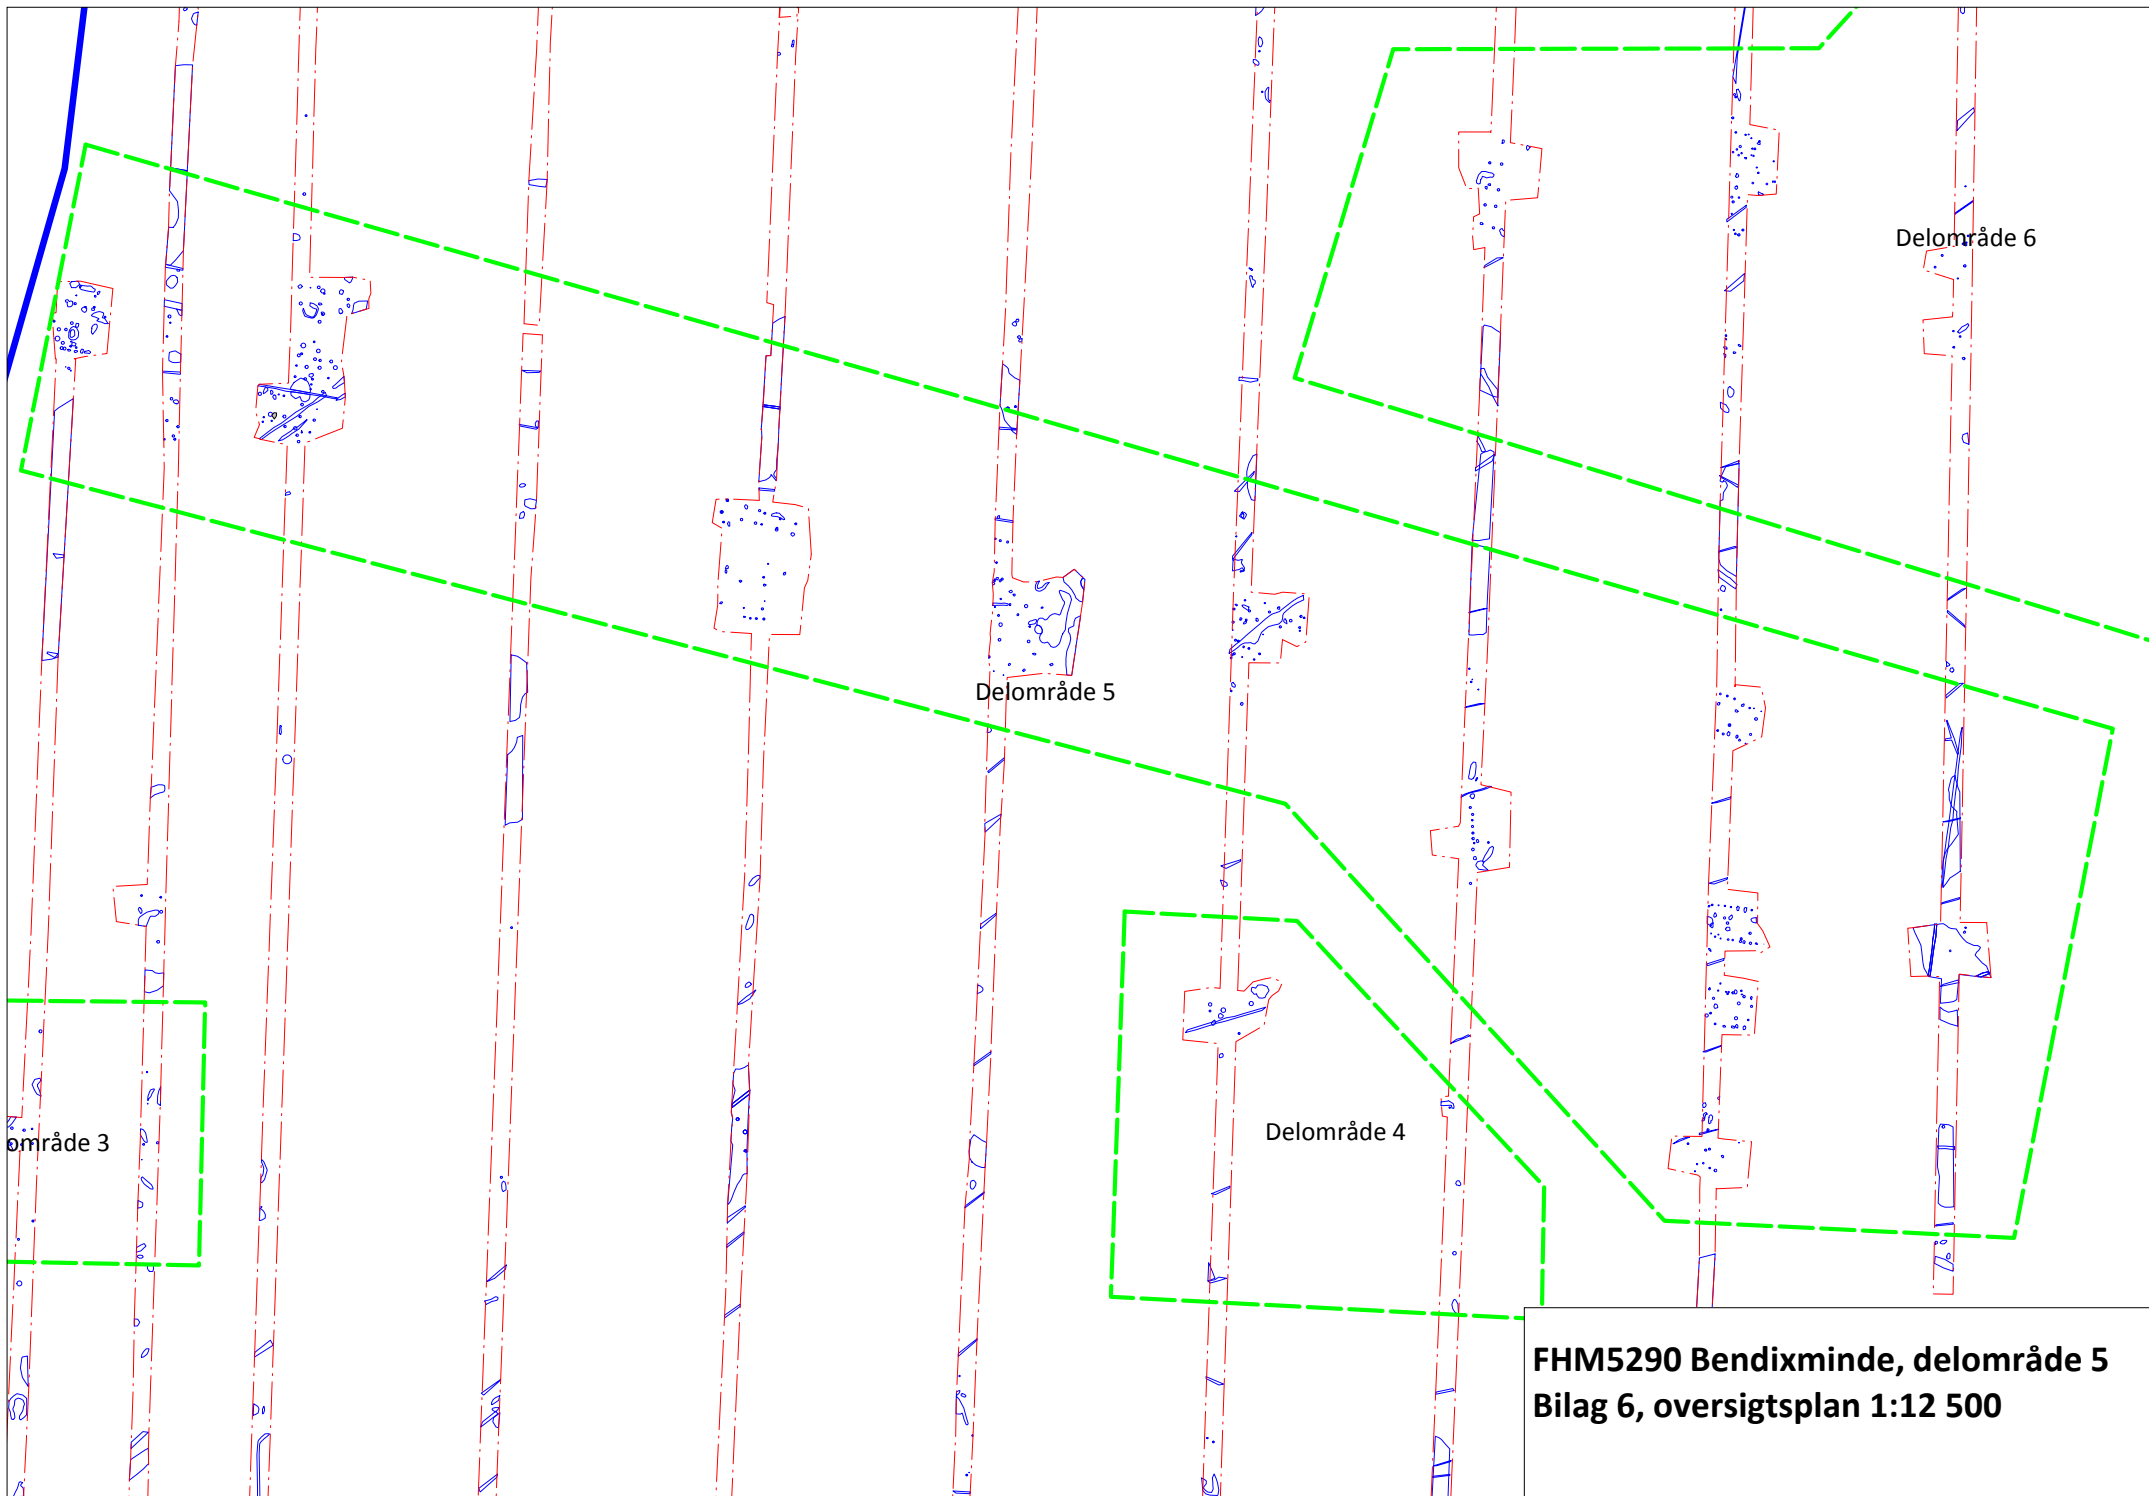 Delområde 6
Delområde 5
Delområde 4
område 3
FHM5290 Bendixminde, delområde 5
Bilag 6, oversigtsplan 1:12 500